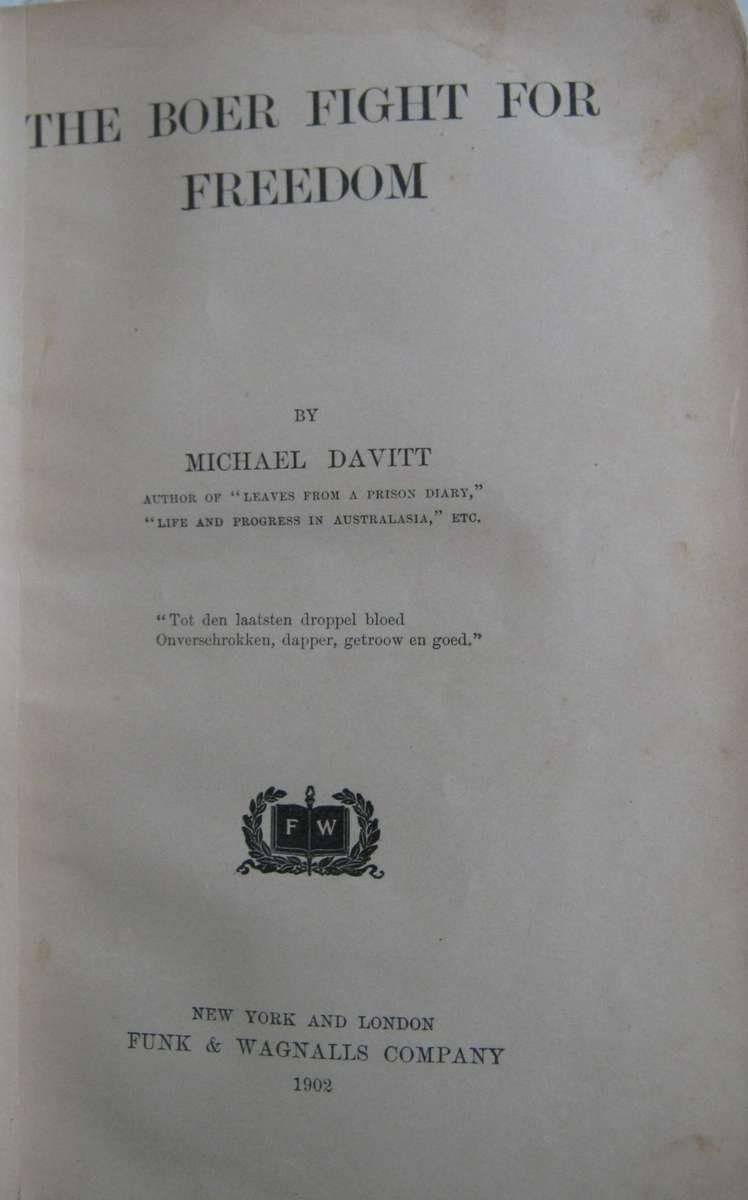 THE BOER FIGHT FOR
FREEDOM
BY
MICHAEL DAVITT
AUTHOR OF “LEAVES FROM A PRISON DIARY,”
“LIFE AND PROGRESS IN AUSTRALASIA,” ETC.
“Tot den laatsten droppel bloed
Onverschrokken, dapper, getroow en goed.”
F W
NEW YORK AND LONDON
FUNK & WAGNALLS COMPANY
1902